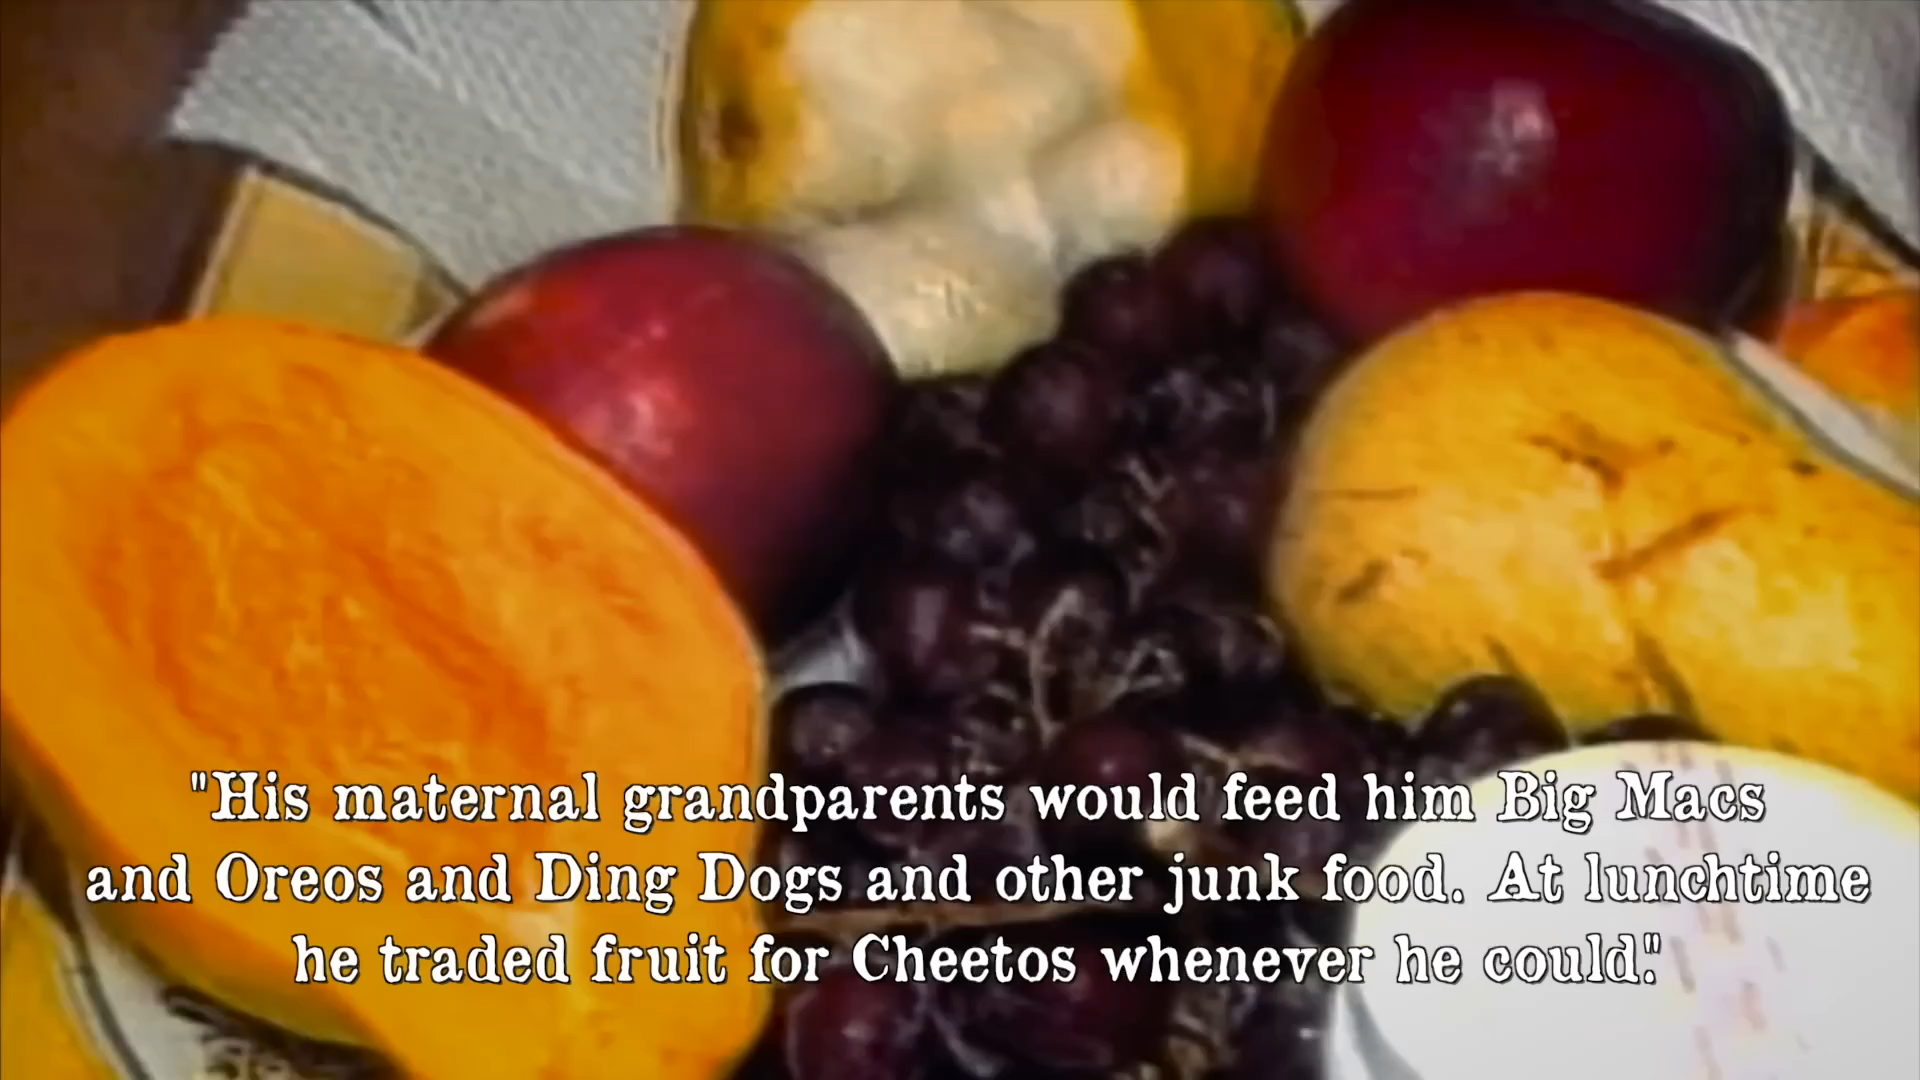 "His maternal grandparents would feed him Big Macs
and Oreos and Ding Dogs and other junk food. At lunchtime
he traded fruit for Cheetos whenever he could."